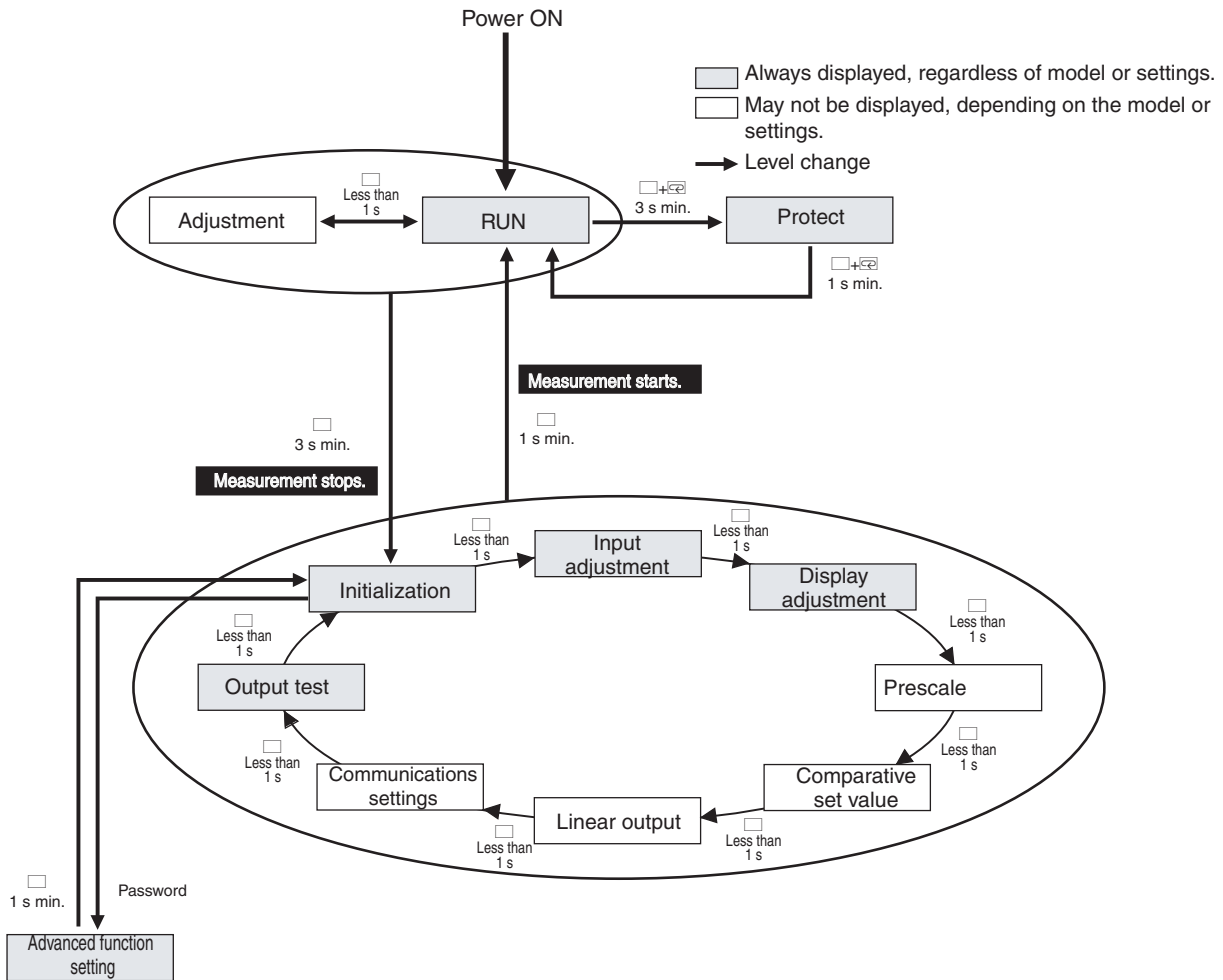 Power ON
Always displayed, regardless of model or settings.
May not be displayed, depending on the model or
settings.
Level change
Less than
1 s
Adjustment
RUN
+
3 s min.
Protect
+
1 s min.
Measurement starts.
1 s min.
3 s min.
Measurement stops.
Less than
1 s
Input
adjustment
Less than
1 s
Initialization
Display
adjustment
Less than
1 s
Less than
1 s
Output test
Prescale
Less than
1 s
Less than
1 s
Communications
settings
Comparative
set value
Linear output
Less than
1 s
Less than
1 s
1 s min.
Password
Advanced function
setting